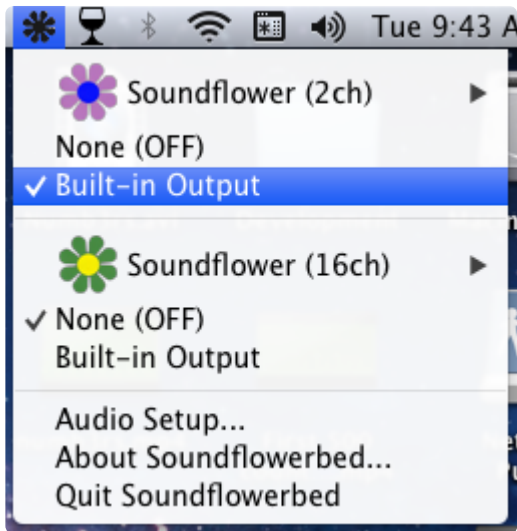 Tue 9:43 A
Soundflower (2ch)
None (OFF)
Built-in Output
Soundflower (16ch)
None (OFF)
Built-in Output
Audio Setup...
About Soundflowerbed...
Quit Soundflowerbed